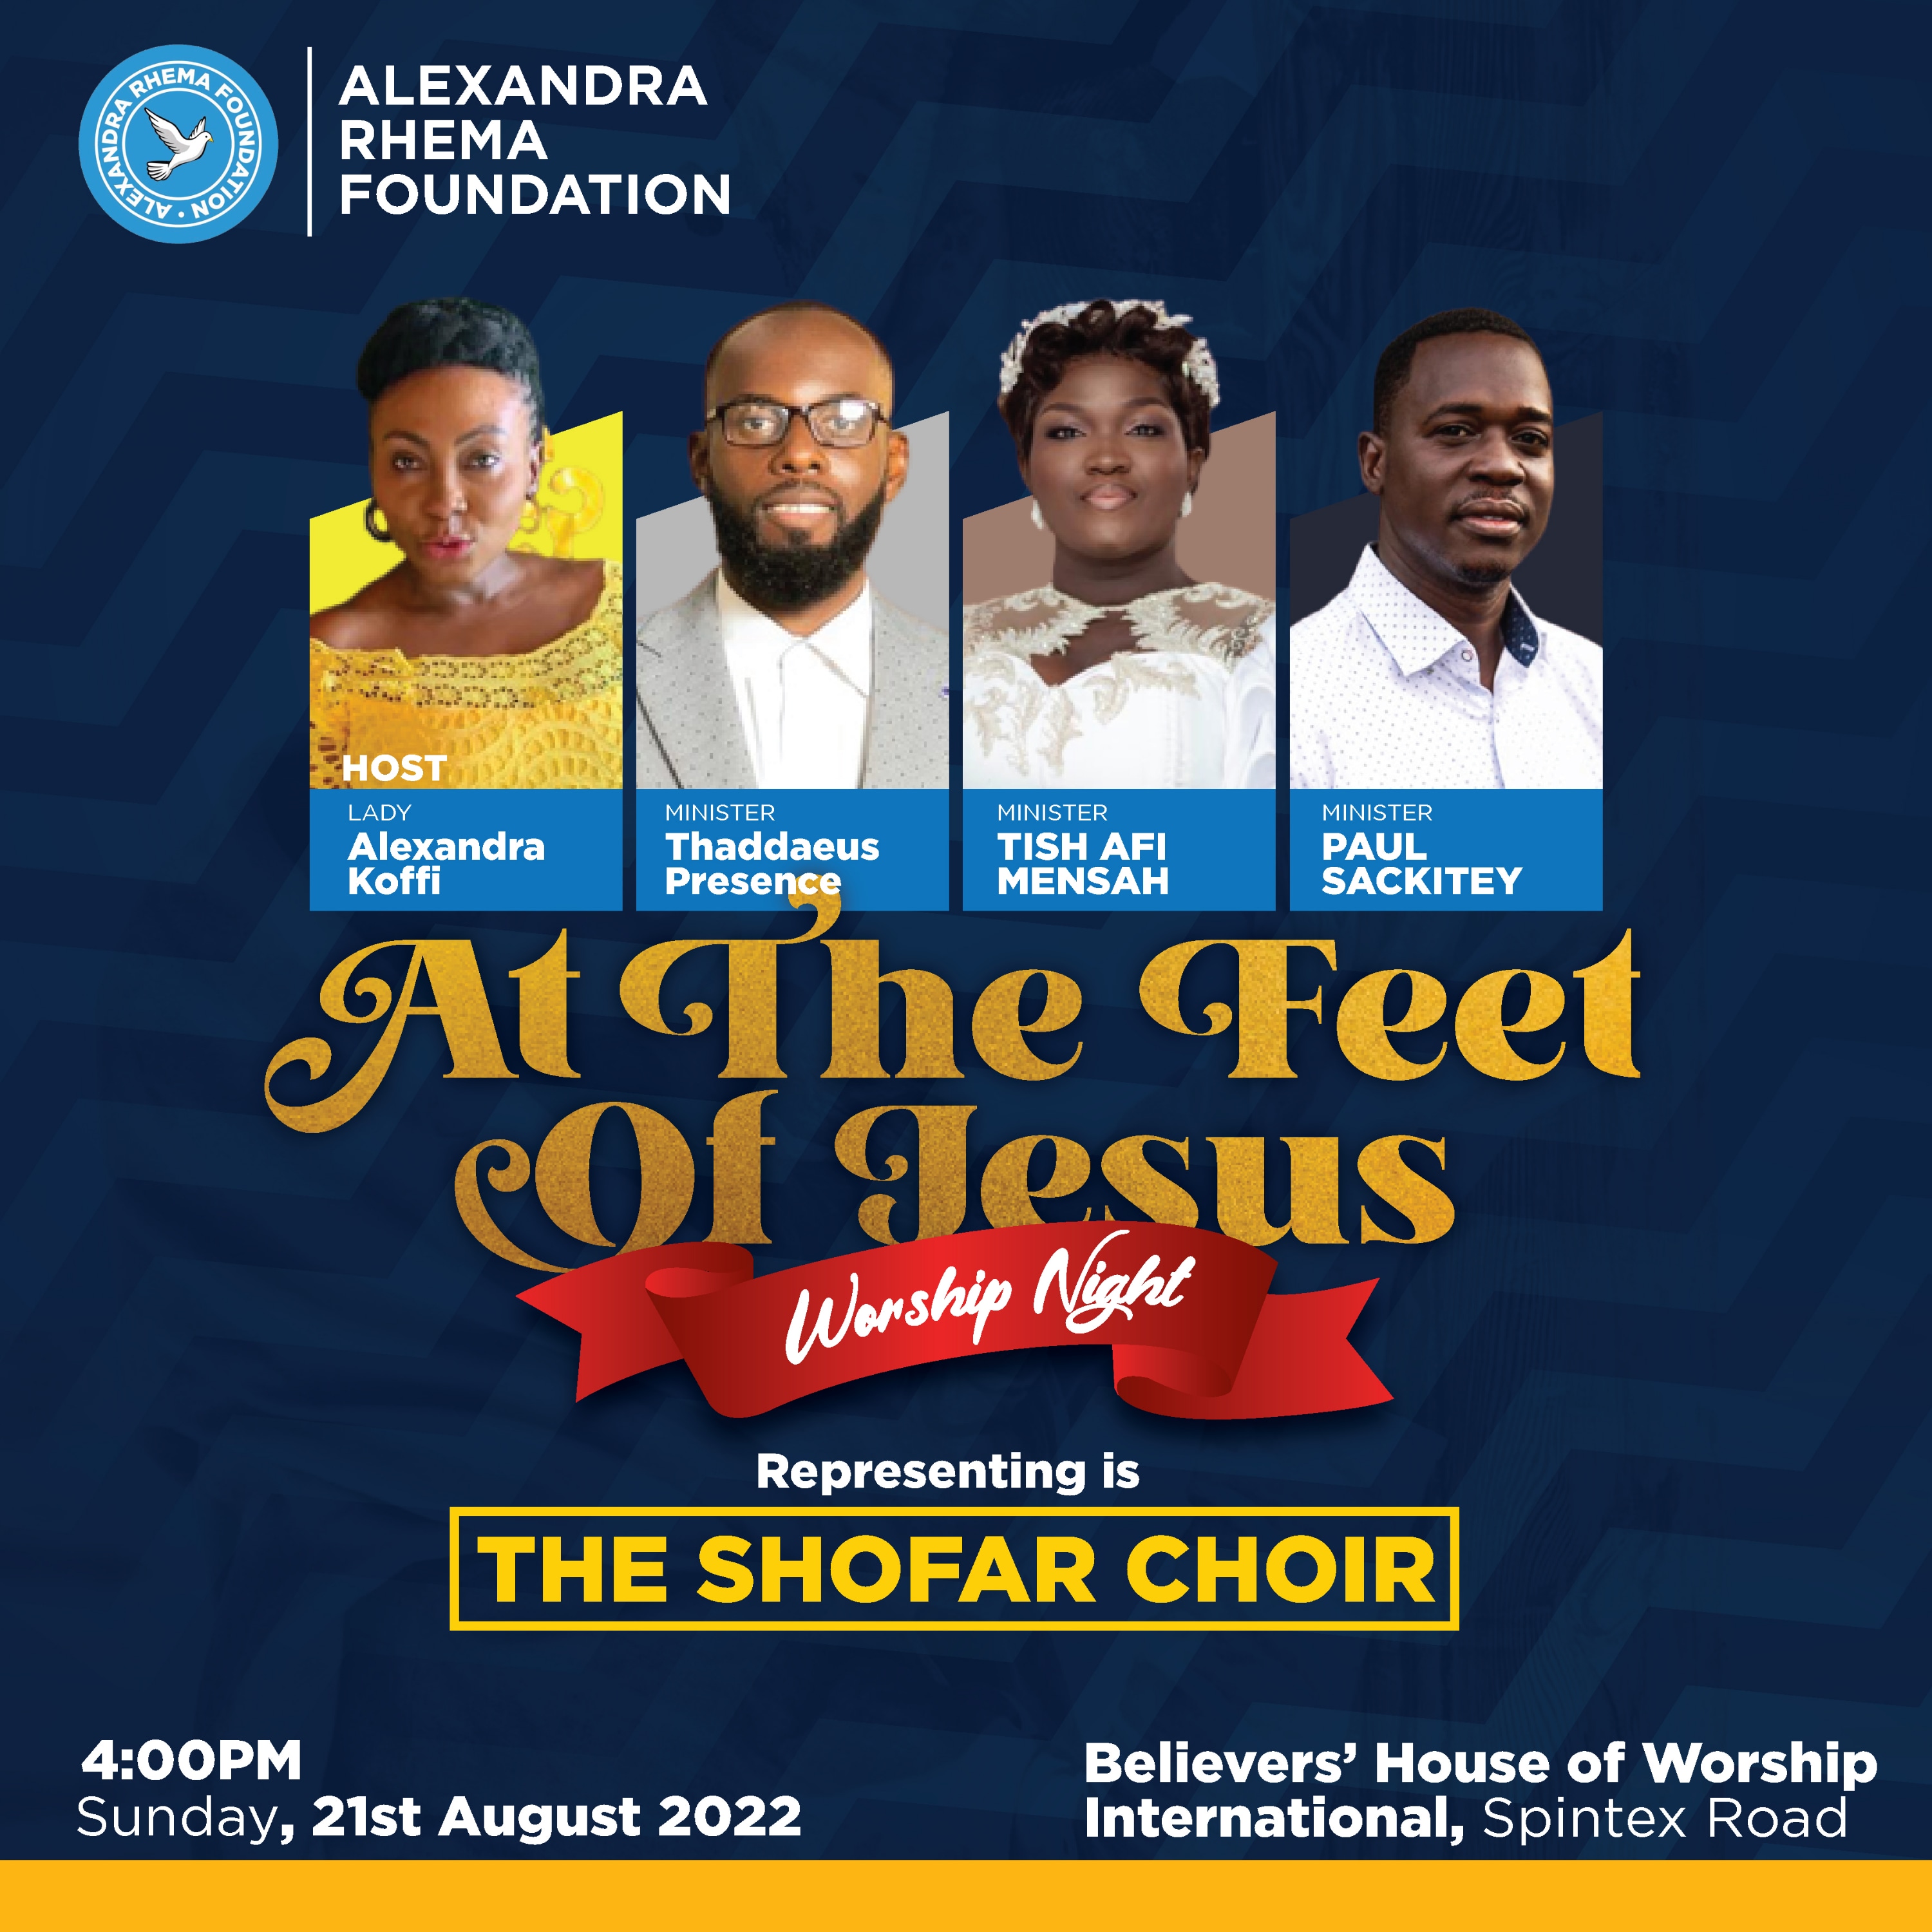 ALEXANDRA RHEMA FOUNDATION • 
ALEXANDRA
RHEMA
FOUNDATION
HOST
LADY
Alexandra
Koffi
MINISTER
Thaddaeus
Presence
MINISTER
TISH AFI
MENSAH
MINISTER
PAUL
SACKITEY
At The Feet
Of Jesus
Worship Night
Representing is
THE SHOFAR CHOIR
4:00PM
Sunday, 21st August 2022
Believers’ House of Worship
International, Spintex Road